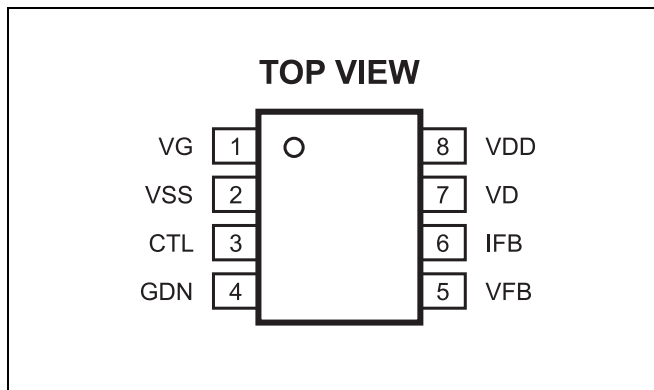 TOP VIEW
VG 1 8 VDD
VSS 2 7 VD
CTL 3 6 IFB
GDN 4 5 VFB